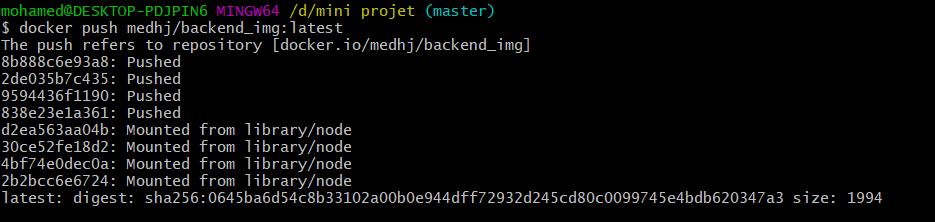 mohamed@DESKTOP-PDJPIN6 MINGW64 /d/mini projet (master)
$ docker push medhj/backend_img:latest
The push refers to repository [docker.io/medhj/backend_img]
8b888c6e93a8: Pushed
2de035b7c435: Pushed
9594436f1190: Pushed
838e23e1a361: Pushed
d2ea563aa04b: Mounted from library/node
30ce52fe18d2: Mounted from library/node
4bf74e0dec0a: Mounted from library/node
2b2bcc6e6724: Mounted from library/node
latest: digest: sha256:0645ba6d54c8b33102a00b0e944dff72932d245cd80c0099745e4bdb620347a3 size: 1994